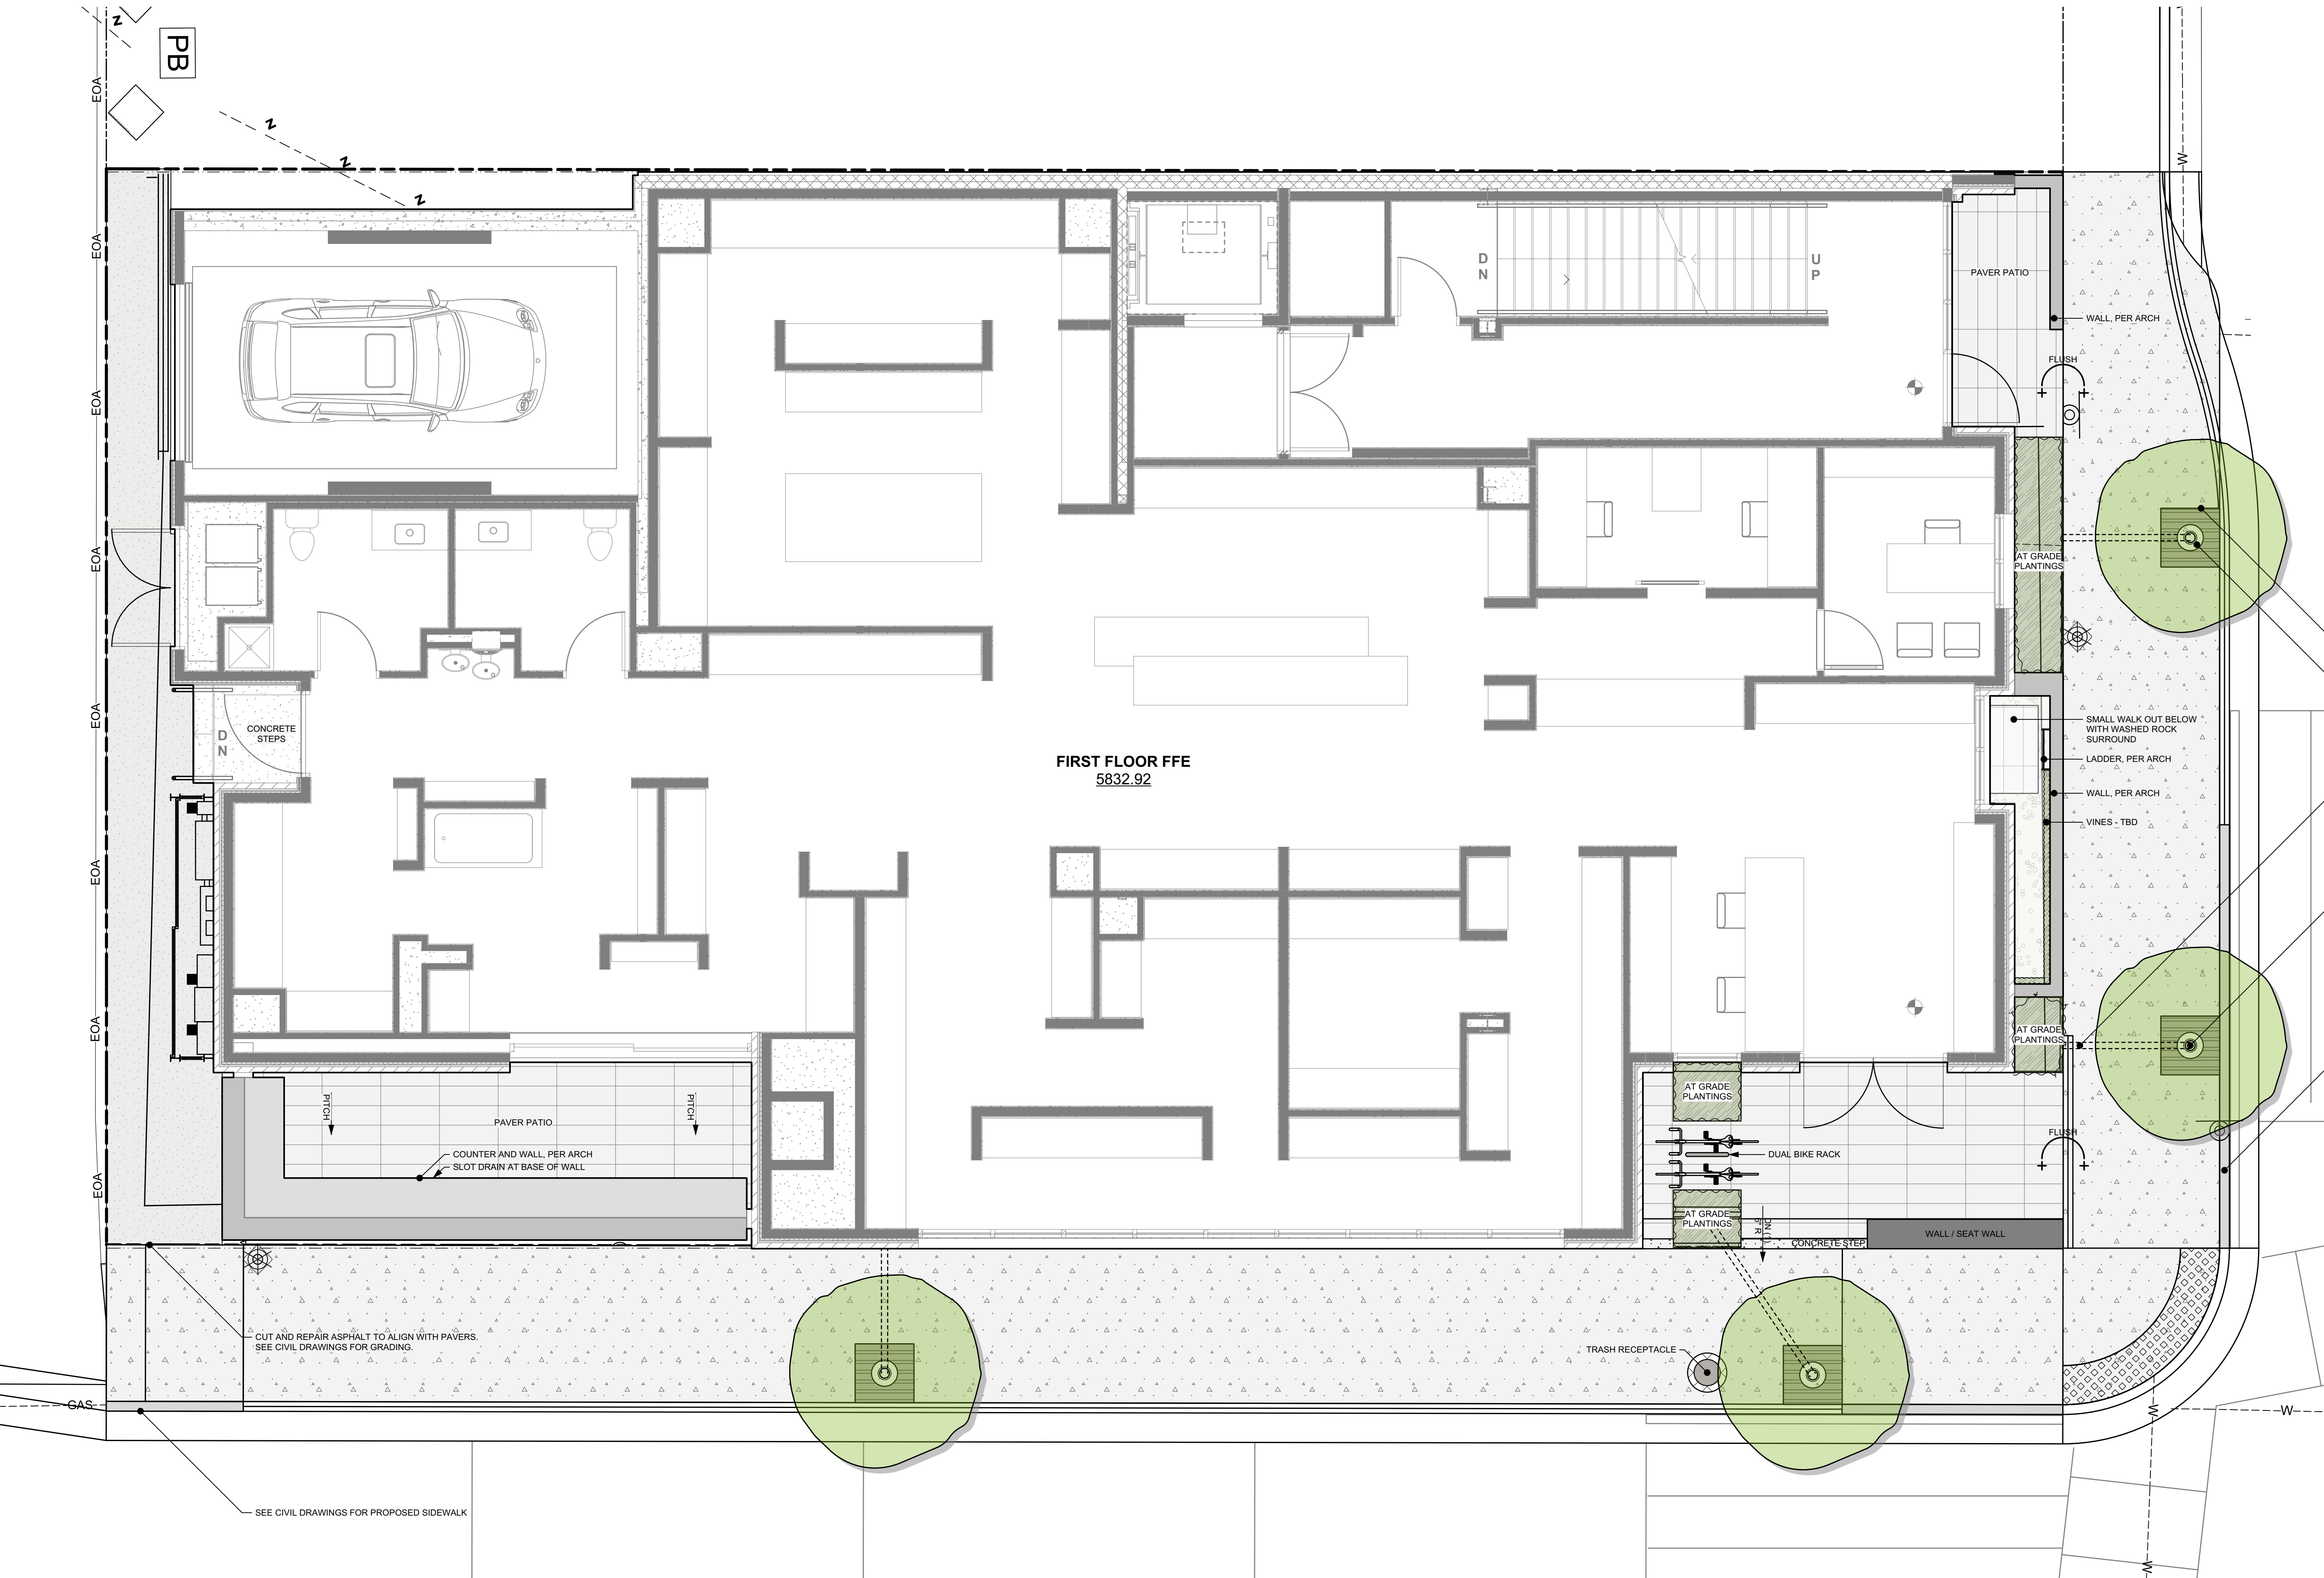 Z
PB
EOA
Z
Z
Z
W
EOA
DN
UP
PAVER PATIO
WALL, PER ARCH
FLUSH
EOA
EOA
AT GRADE
PLANTINGS
EOA
DN
CONCRETE
STEPS
SMALL WALK OUT BELOW
WITH WASHED ROCK
SURROUND
LADDER, PER ARCH
WALL, PER ARCH
VINES - TBD
FIRST FLOOR FFE
5832.92
EOA
EOA
AT GRADE
PLANTINGS
AT GRADE
PLANTINGS
PITCH
PITCH
PAVER PATIO
FLUSH
COUNTER AND WALL, PER ARCH
SLOT DRAIN AT BASE OF WALL
DUAL BIKE RACK
EOA
AT GRADE
PLANTINGS
WALL / SEAT WALL
CONCRETE STEP
CUT AND REPAIR ASPHALT TO ALIGN WITH PAVERS.
SEE CIVIL DRAWINGS FOR GRADING.
TRASH RECEPTACLE
GAS
W
W
SEE CIVIL DRAWINGS FOR PROPOSED SIDEWALK
W